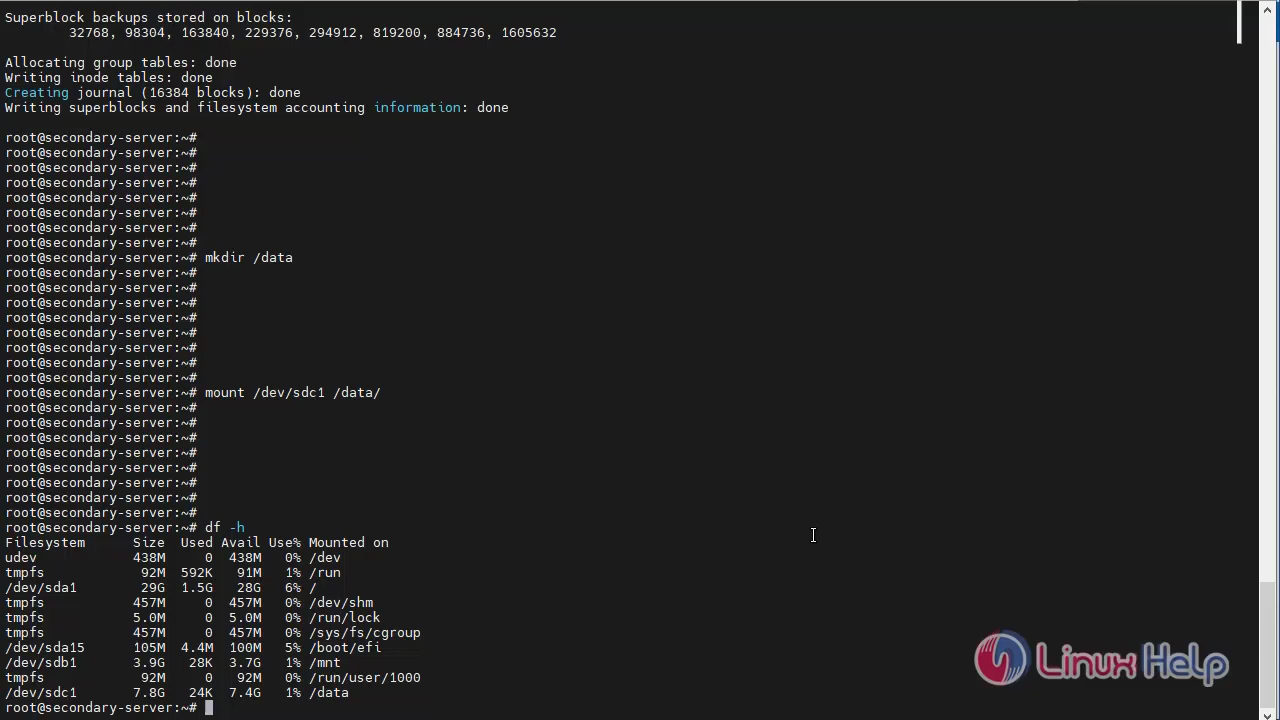 Superblock backups stored on blocks:
        32768, 98304, 163840, 229376, 294912, 819200, 884736, 1605632
Allocating group tables: done
Writing inode tables: done
Creating journal (16384 blocks): done
Writing superblocks and filesystem accounting information: done
root@secondary-server:~#
root@secondary-server:~#
root@secondary-server:~#
root@secondary-server:~#
root@secondary-server:~#
root@secondary-server:~#
root@secondary-server:~#
root@secondary-server:~#
root@secondary-server:~# mkdir /data
root@secondary-server:~#
root@secondary-server:~#
root@secondary-server:~#
root@secondary-server:~#
root@secondary-server:~#
root@secondary-server:~#
root@secondary-server:~#
root@secondary-server:~#
root@secondary-server:~# mount /dev/sdc1 /data/
root@secondary-server:~#
root@secondary-server:~#
root@secondary-server:~#
root@secondary-server:~#
root@secondary-server:~#
root@secondary-server:~#
root@secondary-server:~#
root@secondary-server:~#
root@secondary-server:~# df -h
Filesystem      Size  Used Avail Use% Mounted on
udev            438M     0  438M   0% /dev
tmpfs            92M  592K   91M   1% /run
/dev/sda1        29G  1.5G   28G   6% /
tmpfs           457M     0  457M   0% /dev/shm
tmpfs           5.0M     0  5.0M   0% /run/lock
tmpfs           457M     0  457M   0% /sys/fs/cgroup
/dev/sda15      105M  4.4M  100M   5% /boot/efi
/dev/sdb1       3.9G   28K  3.7G   1% /mnt
tmpfs            92M     0   92M   0% /run/user/1000
/dev/sdc1       7.8G   24K  7.4G   1% /data
root@secondary-server:~#
Linux Help